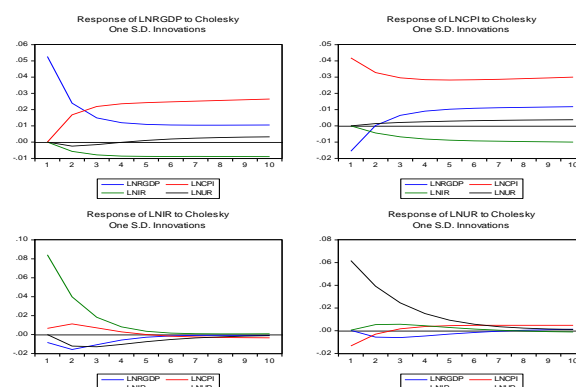 Response of LNRGDP to Cholesky
One S.D. Innovations
.06
.05
.04
.03
.02
.01
.00
-.01
1 2 3 4 5 6 7 8 9 10
LNRGDP LNCPI
LNIR LNUR
Response of LNCPI to Cholesky
One S.D. Innovations
.05
.04
.03
.02
.01
.00
-.01
-.02
1 2 3 4 5 6 7 8 9 10
LNRGDP LNCPI
LNIR LNUR
Response of LNIR to Cholesky
One S.D. Innovations
.10
.08
.06
.04
.02
.00
-.02
1 2 3 4 5 6 7 8 9 10
LNRGDP LNCPI
LNIR LNUR
Response of LNUR to Cholesky
One S.D. Innovations
.08
.06
.04
.02
.00
-.02
1 2 3 4 5 6 7 8 9 10
LNRGDP LNCPI
LNIR LNUR